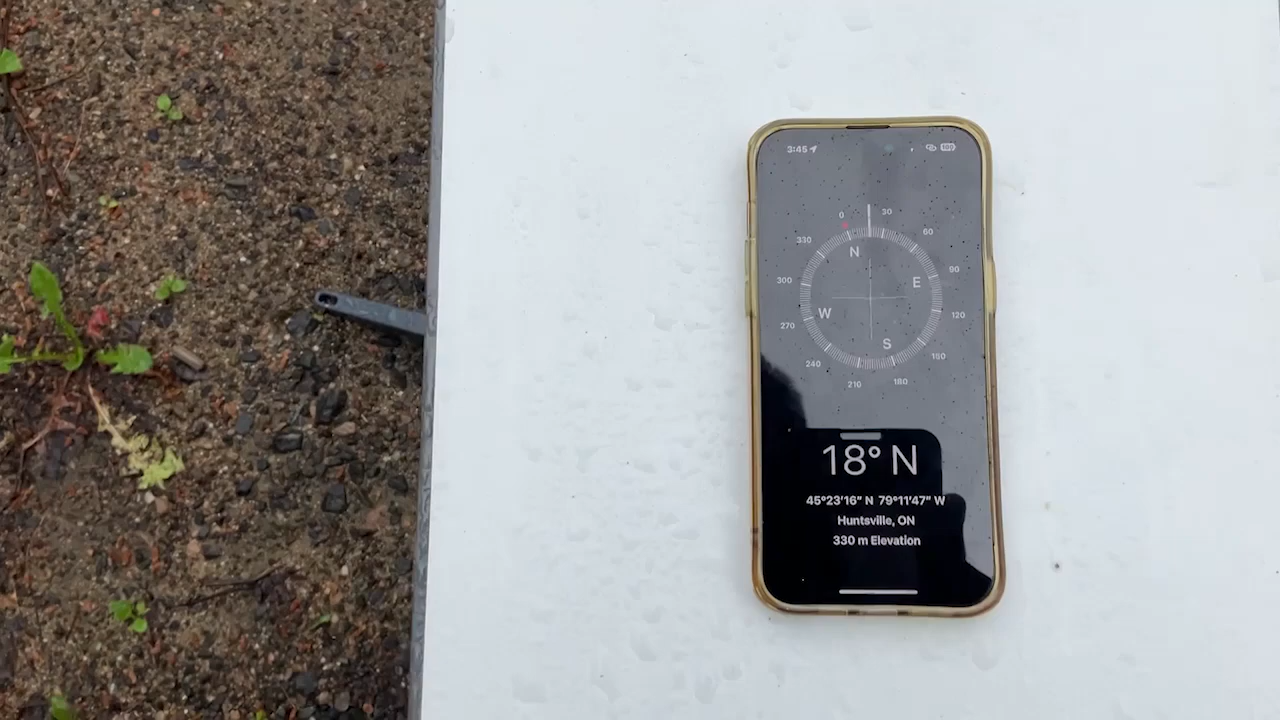 3:45
100
0 30
330 60
N
300 E 90
W
270 120
S
240 150
210 180
18° N
45°23'16" N 79°11'47" W
Huntsville, ON
330 m Elevation